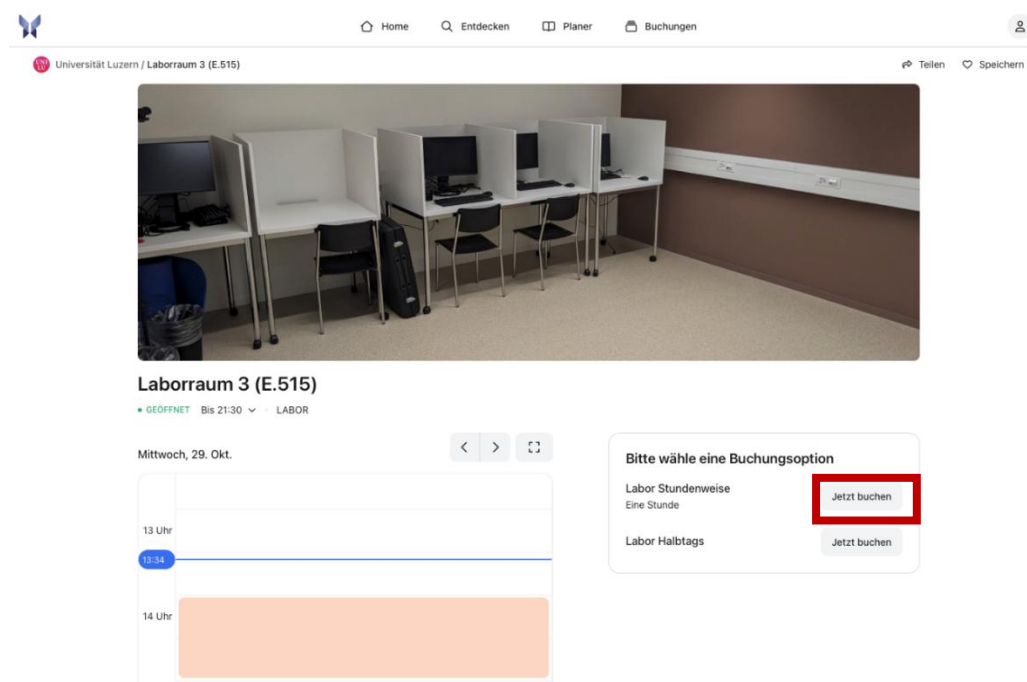 Home Entdecken Planer Buchungen
UNI LU Universität Luzern / Laborraum 3 (E.515) Teilen Speichern
Laborraum 3 (E.515)
GEÖFFNET Bis 21:30 LABOR
Mittwoch, 29. Okt.
13 Uhr
13:34
14 Uhr
Bitte wähle eine Buchungsoption
Labor Stundenweise
Eine Stunde
Jetzt buchen
Labor Halbtags Jetzt buchen